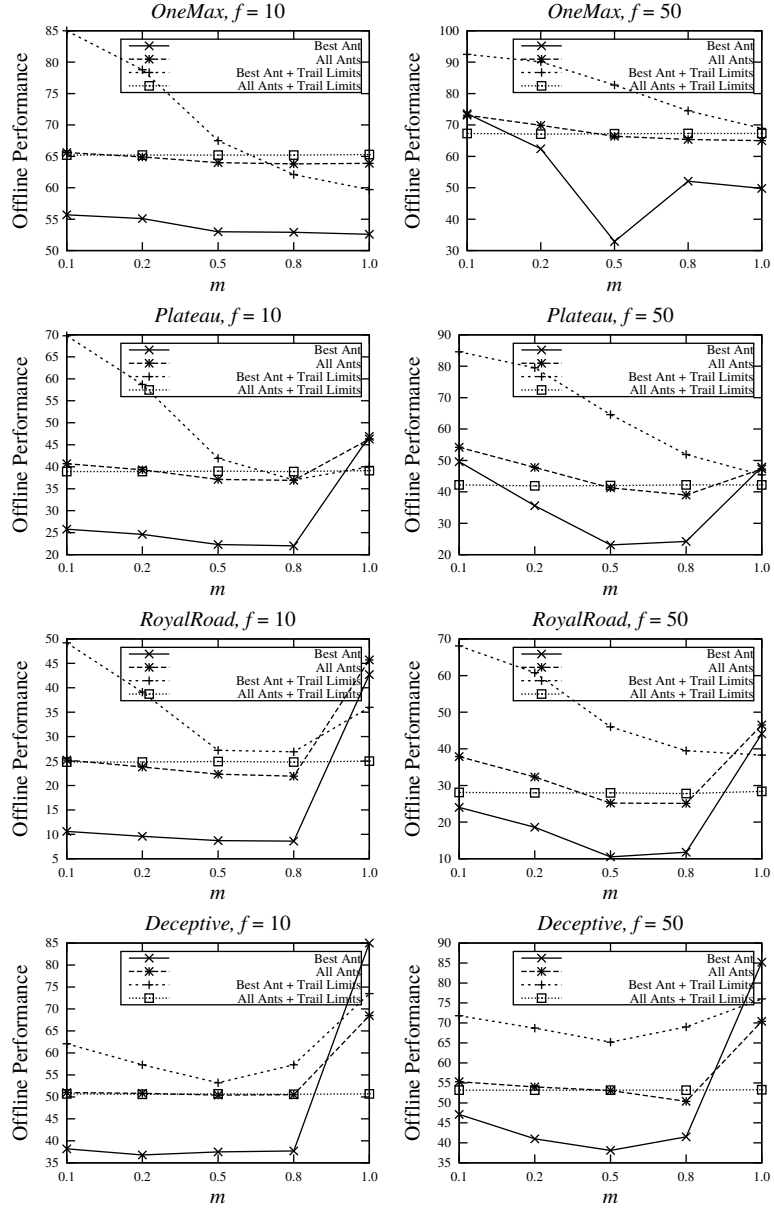 OneMax, f = 10
Offline Performance
85
80
75
70
65
60
55
50
Best Ant
All Ants
Best Ant + Trail Limits
All Ants + Trail Limits
0.1 0.2 0.5 0.8 1.0
m
OneMax, f = 50
Offline Performance
100
90
80
70
60
50
40
30
Best Ant
All Ants
Best Ant + Trail Limits
All Ants + Trail Limits
0.1 0.2 0.5 0.8 1.0
m
Plateau, f = 10
Offline Performance
70
65
60
55
50
45
40
35
30
25
20
Best Ant
All Ants
Best Ant + Trail Limits
All Ants + Trail Limits
0.1 0.2 0.5 0.8 1.0
m
Plateau, f = 50
Offline Performance
90
80
70
60
50
40
30
20
Best Ant
All Ants
Best Ant + Trail Limits
All Ants + Trail Limits
0.1 0.2 0.5 0.8 1.0
m
RoyalRoad, f = 10
Offline Performance
50
45
40
35
30
25
20
15
10
5
Best Ant
All Ants
Best Ant + Trail Limits
All Ants + Trail Limits
0.1 0.2 0.5 0.8 1.0
m
RoyalRoad, f = 50
Offline Performance
70
60
50
40
30
20
10
Best Ant
All Ants
Best Ant + Trail Limits
All Ants + Trail Limits
0.1 0.2 0.5 0.8 1.0
m
Deceptive, f = 10
Offline Performance
85
80
75
70
65
60
55
50
45
40
35
Best Ant
All Ants
Best Ant + Trail Limits
All Ants + Trail Limits
0.1 0.2 0.5 0.8 1.0
m
Deceptive, f = 50
Offline Performance
90
85
80
75
70
65
60
55
50
45
40
35
Best Ant
All Ants
Best Ant + Trail Limits
All Ants + Trail Limits
0.1 0.2 0.5 0.8 1.0
m